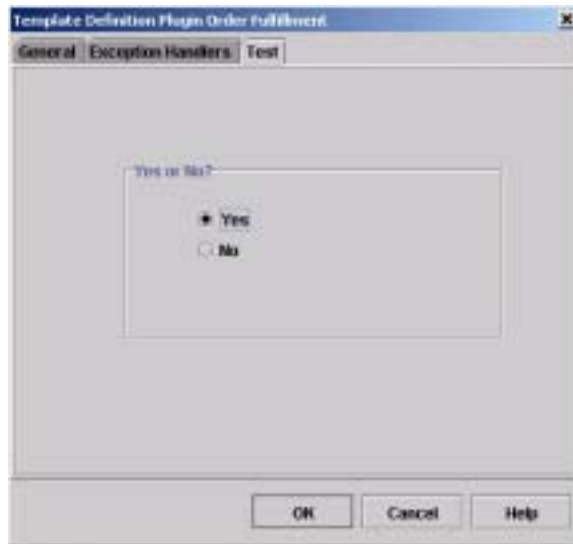 Template Definition Plugin Order Fulfillment
General Exception Handlers Test
Yes or No?
Yes
No
OK Cancel Help